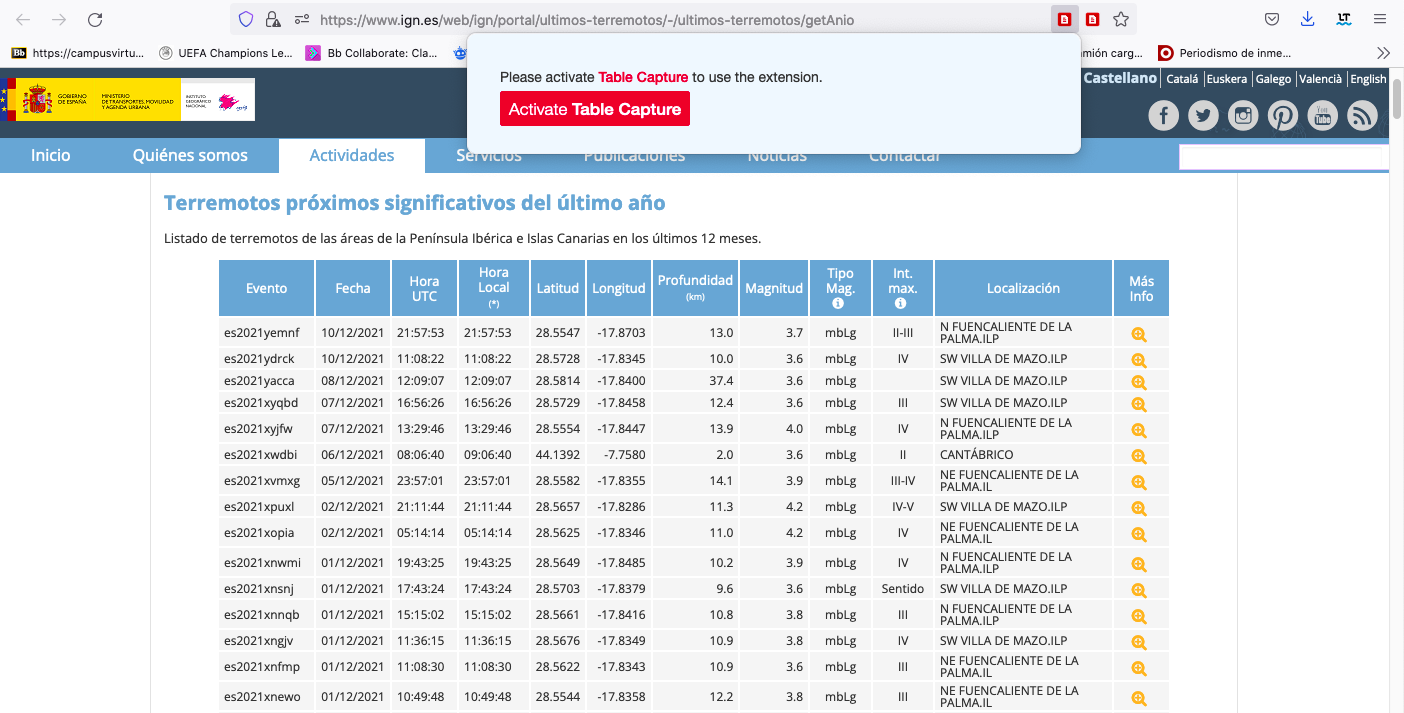 https://www.ign.es/web/ign/portal/ultimos-terremotos/-/ultimos-terremotos/getAnio
Bb https://campusvirtu... UEFA Champions Le... Bb Collaborate: Cla... mión carg... Periodismo de inme...
Please activate Table Capture to use the extension.
Activate Table Capture
GOBIERNO DE ESPAÑA
MINISTERIO DE TRANSPORTES, MOVILIDAD Y AGENDA URBANA
INSTITUTO GEOGRÁFICO NACIONAL
Castellano Català Euskera Galego Valencià English
You Tube
Inicio Quiénes somos Actividades Servicios Publicaciones Noticias Contactar
Terremotos próximos significativos del último año
Listado de terremotos de las áreas de la Península Ibérica e Islas Canarias en los últimos 12 meses.
Evento Fecha Hora UTC Hora Local (*) Latitud Longitud Profundidad (km) Magnitud Tipo Mag. Int. max. Localización Más Info
es2021yemnf 10/12/2021 21:57:53 21:57:53 28.5547 -17.8703 13.0 3.7 mbLg II-III N FUENCALIENTE DE LA PALMA.ILP
es2021ydrck 10/12/2021 11:08:22 11:08:22 28.5728 -17.8345 10.0 3.6 mbLg IV SW VILLA DE MAZO.ILP
es2021yacca 08/12/2021 12:09:07 12:09:07 28.5814 -17.8400 37.4 3.6 mbLg SW VILLA DE MAZO.ILP
es2021xyqbd 07/12/2021 16:56:26 16:56:26 28.5729 -17.8458 12.4 3.6 mbLg III SW VILLA DE MAZO.ILP
es2021xyjfw 07/12/2021 13:29:46 13:29:46 28.5554 -17.8447 13.9 4.0 mbLg IV N FUENCALIENTE DE LA PALMA.ILP
es2021xwdbi 06/12/2021 08:06:40 09:06:40 44.1392 -7.7580 2.0 3.6 mbLg II CANTÁBRICO
es2021xvmxg 05/12/2021 23:57:01 23:57:01 28.5582 -17.8355 14.1 3.9 mbLg III-IV NE FUENCALIENTE DE LA PALMA.IL
es2021xpuxl 02/12/2021 21:11:44 21:11:44 28.5657 -17.8286 11.3 4.2 mbLg IV-V SW VILLA DE MAZO.ILP
es2021xopia 02/12/2021 05:14:14 05:14:14 28.5625 -17.8346 11.0 4.2 mbLg IV NE FUENCALIENTE DE LA PALMA.IL
es2021xnwmi 01/12/2021 19:43:25 19:43:25 28.5649 -17.8485 10.2 3.9 mbLg IV N FUENCALIENTE DE LA PALMA.ILP
es2021xnsnj 01/12/2021 17:43:24 17:43:24 28.5703 -17.8379 9.6 3.6 mbLg Sentido SW VILLA DE MAZO.ILP
es2021xnnqb 01/12/2021 15:15:02 15:15:02 28.5661 -17.8416 10.8 3.8 mbLg III N FUENCALIENTE DE LA PALMA.ILP
es2021xngjv 01/12/2021 11:36:15 11:36:15 28.5676 -17.8349 10.9 3.8 mbLg IV SW VILLA DE MAZO.ILP
es2021xnfmp 01/12/2021 11:08:30 11:08:30 28.5622 -17.8343 10.9 3.6 mbLg III NE FUENCALIENTE DE LA PALMA.IL
es2021xnewo 01/12/2021 10:49:48 10:49:48 28.5544 -17.8358 12.2 3.8 mbLg III NE FUENCALIENTE DE LA PALMA.IL